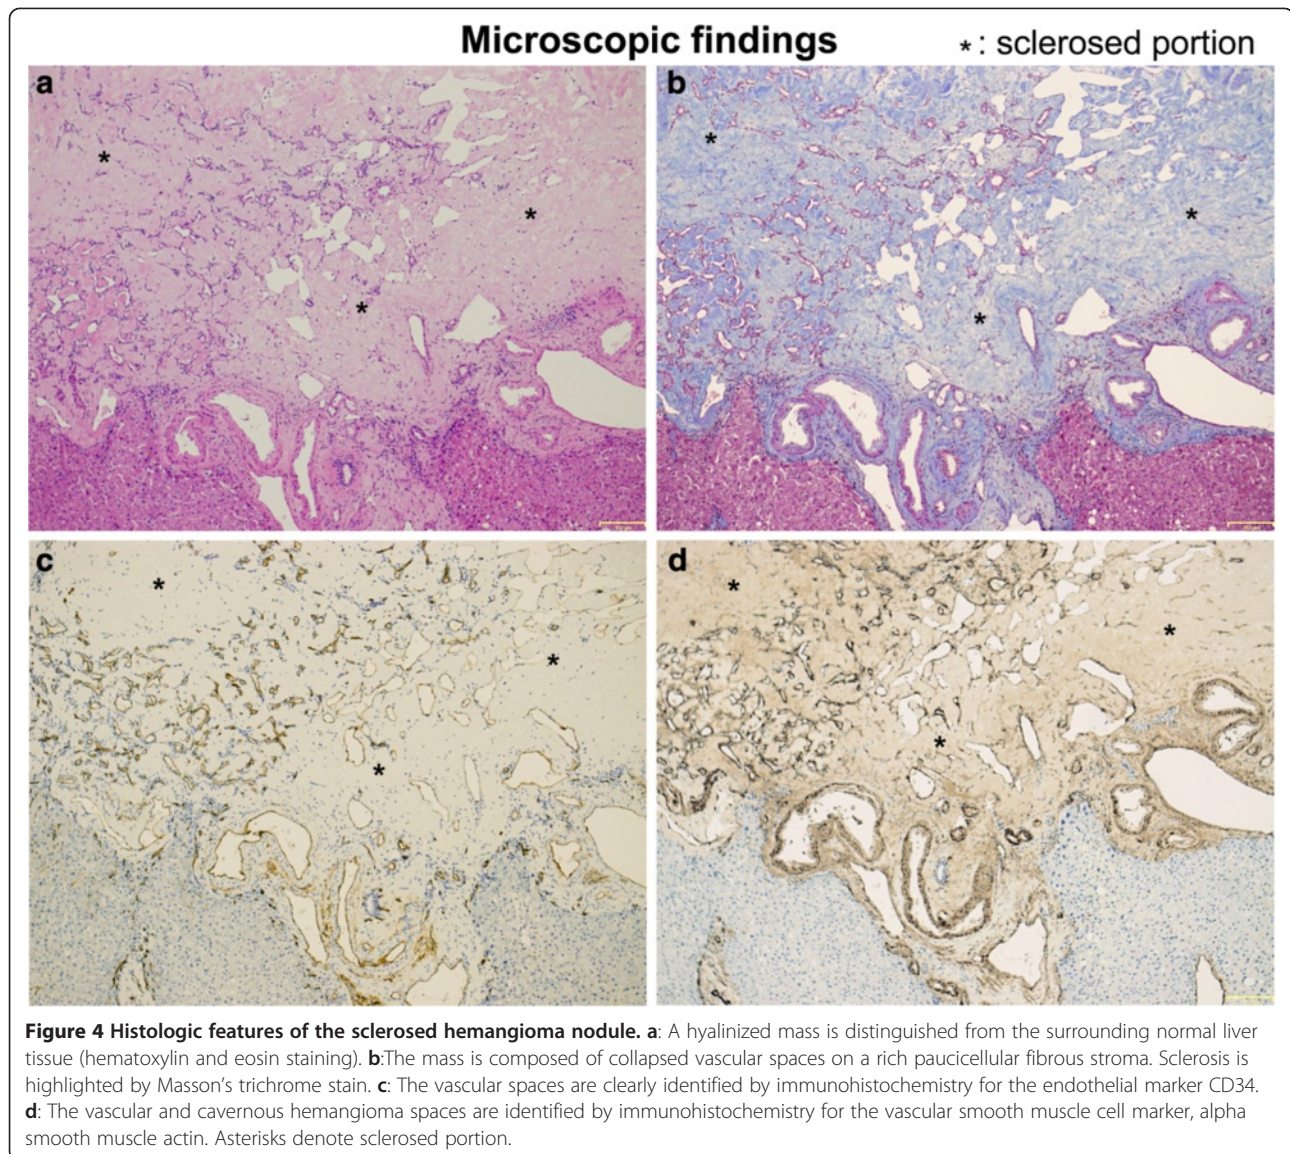 Microscopic findings
* : sclerosed portion
a
b
* * *
* * *
c
d
* * *
* * *
Figure 4 Histologic features of the sclerosed hemangioma nodule. a: A hyalinized mass is distinguished from the surrounding normal liver
tissue (hematoxylin and eosin staining). b:The mass is composed of collapsed vascular spaces on a rich paucicellular fibrous stroma. Sclerosis is
highlighted by Masson’s trichrome stain. c: The vascular spaces are clearly identified by immunohistochemistry for the endothelial marker CD34.
d: The vascular and cavernous hemangioma spaces are identified by immunohistochemistry for the vascular smooth muscle cell marker, alpha
smooth muscle actin. Asterisks denote sclerosed portion.